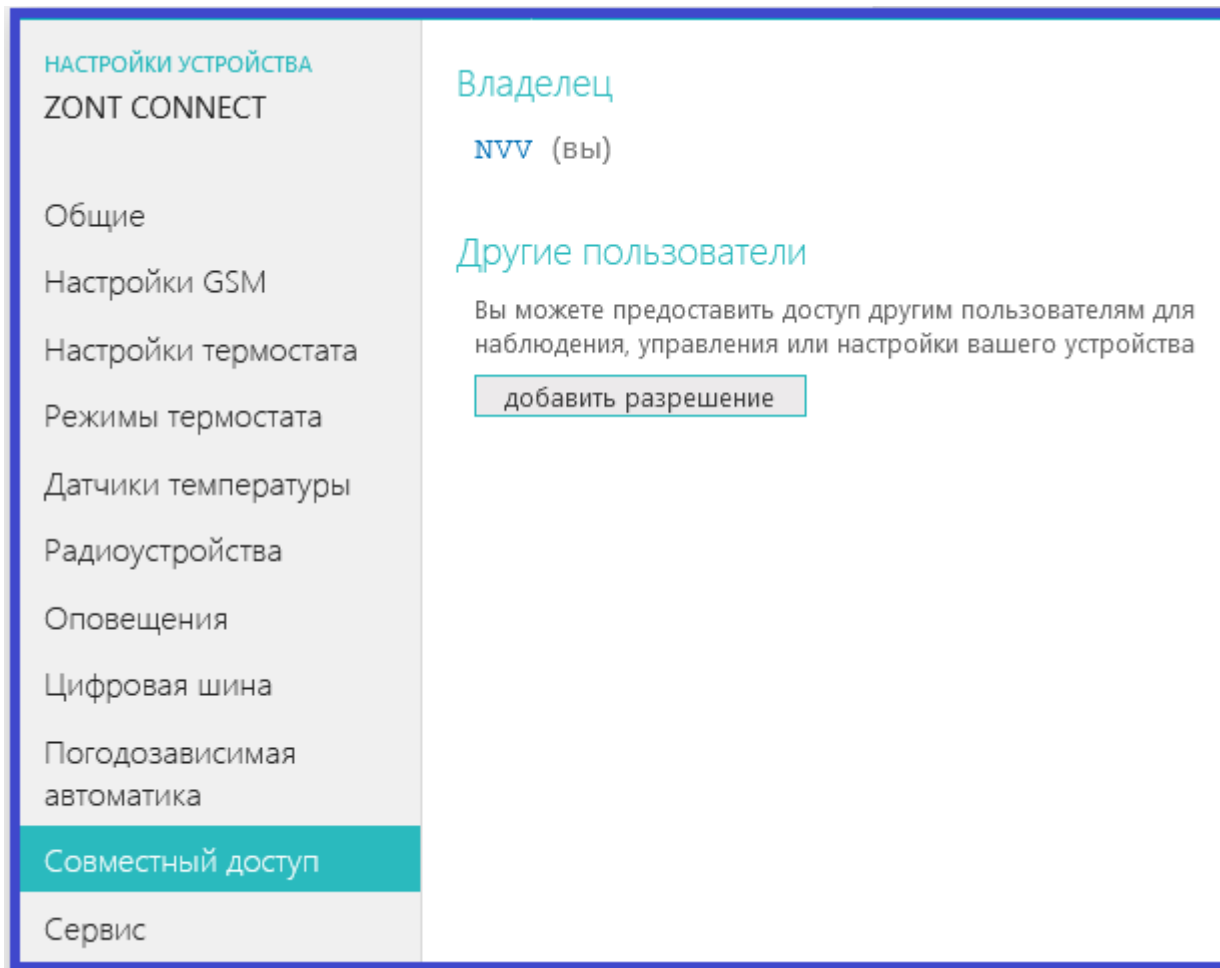 НАСТРОЙКИ УСТРОЙСТВА
ZONT CONNECT
Общие
Настройки GSM
Настройки термостата
Режимы термостата
Датчики температуры
Радиоустройства
Оповещения
Цифровая шина
Погодозависимая
автоматика
Совместный доступ
Сервис
Владелец
NVV (вы)
Другие пользователи
Вы можете предоставить доступ другим пользователям для
наблюдения, управления или настройки вашего устройства
добавить разрешение